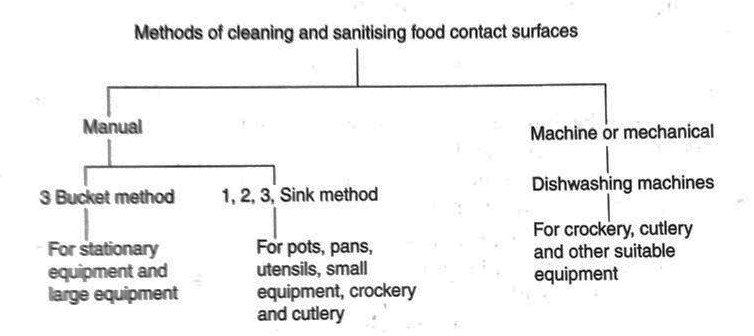 Methods of cleaning and sanitising food contact surfaces
Manual
Machine or mechanical
3 Bucket method
1, 2, 3, Sink method
Dishwashing machines
For stationary
equipment and
large equipment
For pots, pans,
utensils, small
equipment, crockery
and cutlery
For crockery, cutlery
and other suitable
equipment